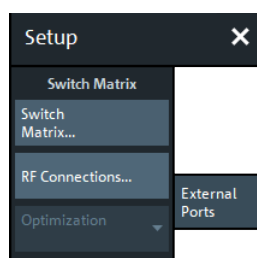 Setup
Switch Matrix
Switch
Matrix...
RF Connections...
External
Ports
Optimization